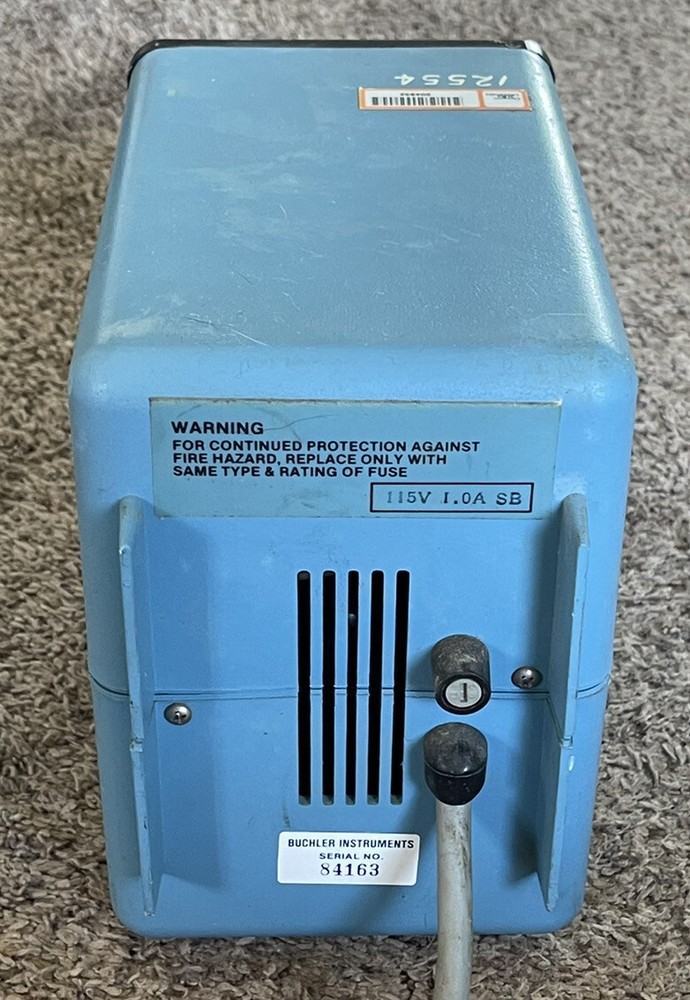 12554
WARNING
FOR CONTINUED PROTECTION AGAINST
FIRE HAZARD, REPLACE ONLY WITH
SAME TYPE & RATING OF FUSE
115V 1.0A SB
BUCHLER INSTRUMENTS
SERIAL NO.
84163